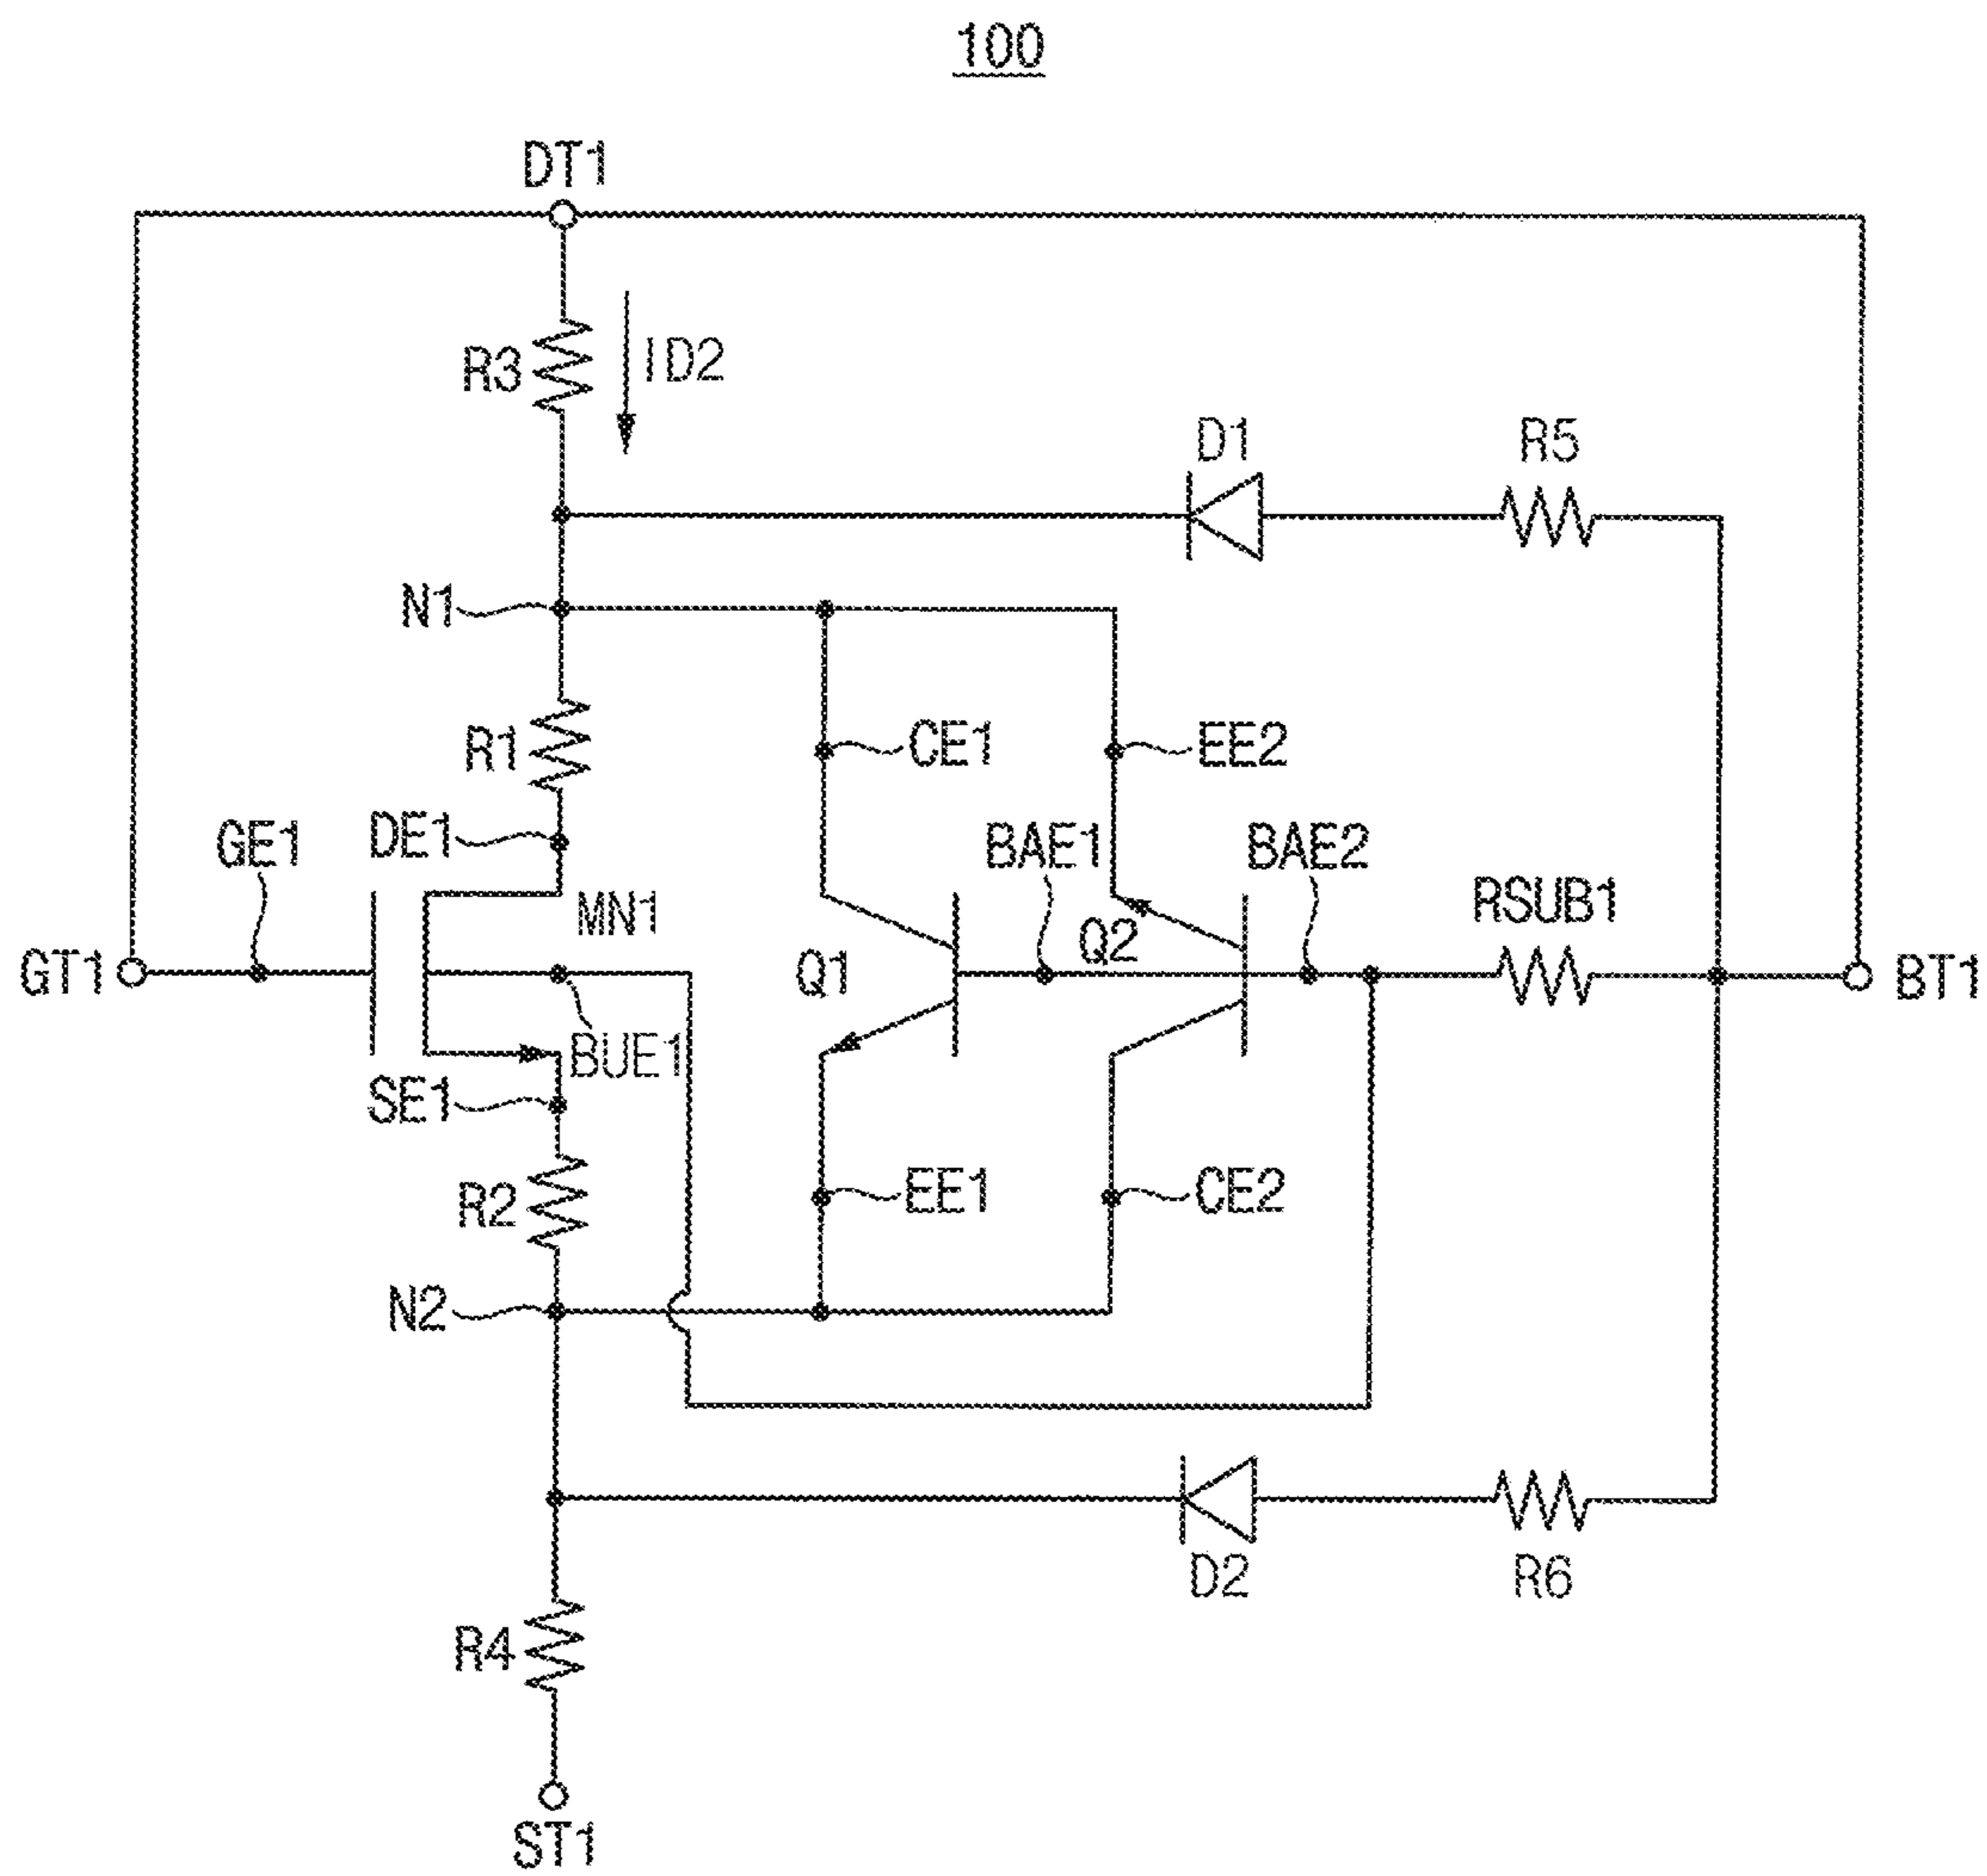 100
DT1
R3
ID2
D1
R5
N1
R1
CE1
EE2
GE1
DE1
BAE1
BAE2
MN1
Q2
RSUB1
GT1
Q1
BT1
BUE1
SE1
R2
EE1
CE2
N2
D2
R6
R4
ST1